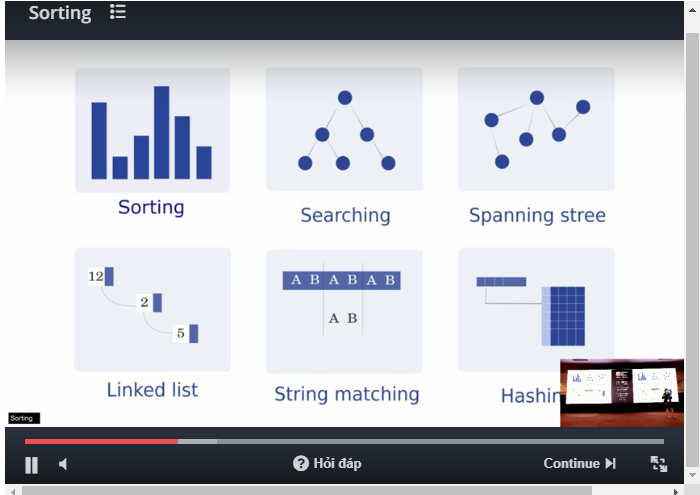 Sorting
Sorting
Searching
Spanning stree
12
2
5
A B A B A B
A B
Linked list
String matching
Hashin
Sorting
Hỏi đáp
Continue